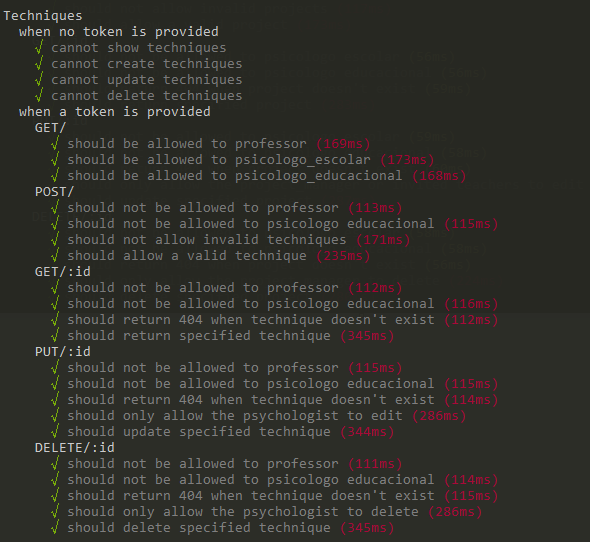 Techniques
when no token is provided
√ cannot show techniques
√ cannot create techniques
√ cannot update techniques
√ cannot delete techniques
when a token is provided
GET/
√ should be allowed to professor (169ms)
√ should be allowed to psicologo_escolar (173ms)
√ should be allowed to psicologo_educacional (168ms)
POST/
√ should not be allowed to professor (113ms)
√ should not be allowed to psicologo educacional (115ms)
√ should not allow invalid techniques (171ms)
√ should allow a valid technique (235ms)
GET/:id
√ should not be allowed to professor (112ms)
√ should not be allowed to psicologo educacional (116ms)
√ should return 404 when technique doesn't exist (112ms)
√ should return specified technique (345ms)
PUT/:id
√ should not be allowed to professor (115ms)
√ should not be allowed to psicologo educacional (115ms)
√ should return 404 when technique doesn't exist (114ms)
√ should only allow the psychologist to edit (286ms)
√ should update specified technique (344ms)
DELETE/:id
√ should not be allowed to professor (111ms)
√ should not be allowed to psicologo educacional (114ms)
√ should return 404 when technique doesn't exist (115ms)
√ should only allow the psychologist to delete (286ms)
√ should delete specified technique (345ms)